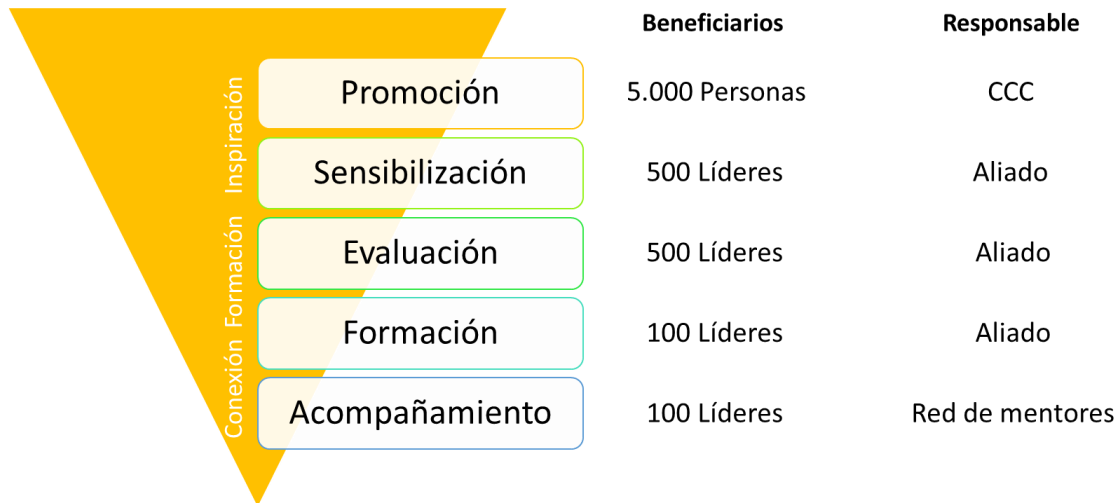 Beneficiarios
Responsable
Inspiración
Promoción
5.000 Personas
CCC
Sensibilización
500 Líderes
Aliado
Formación
Evaluación
500 Líderes
Aliado
Formación
100 Líderes
Aliado
Conexión
Acompañamiento
100 Líderes
Red de mentores